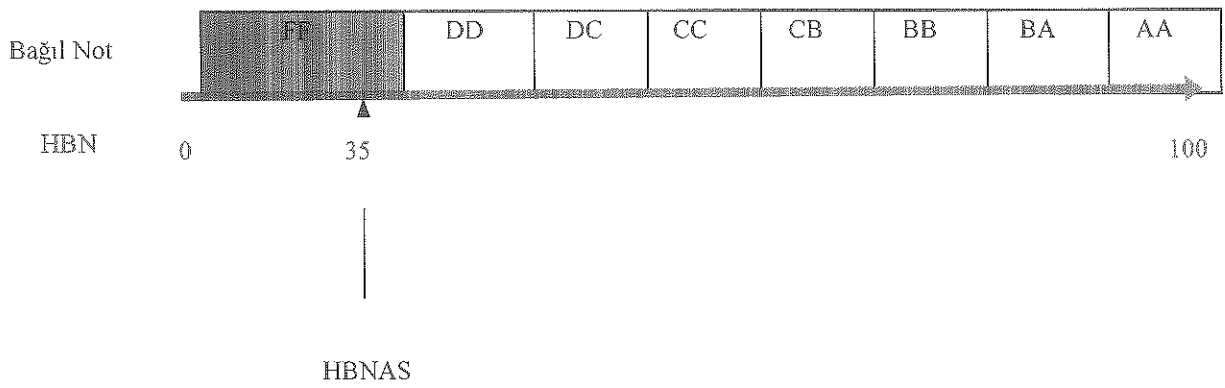 FF DD DC CC CB BB BA AA
Bağıl Not
HBN 0 35 100
HBNAS